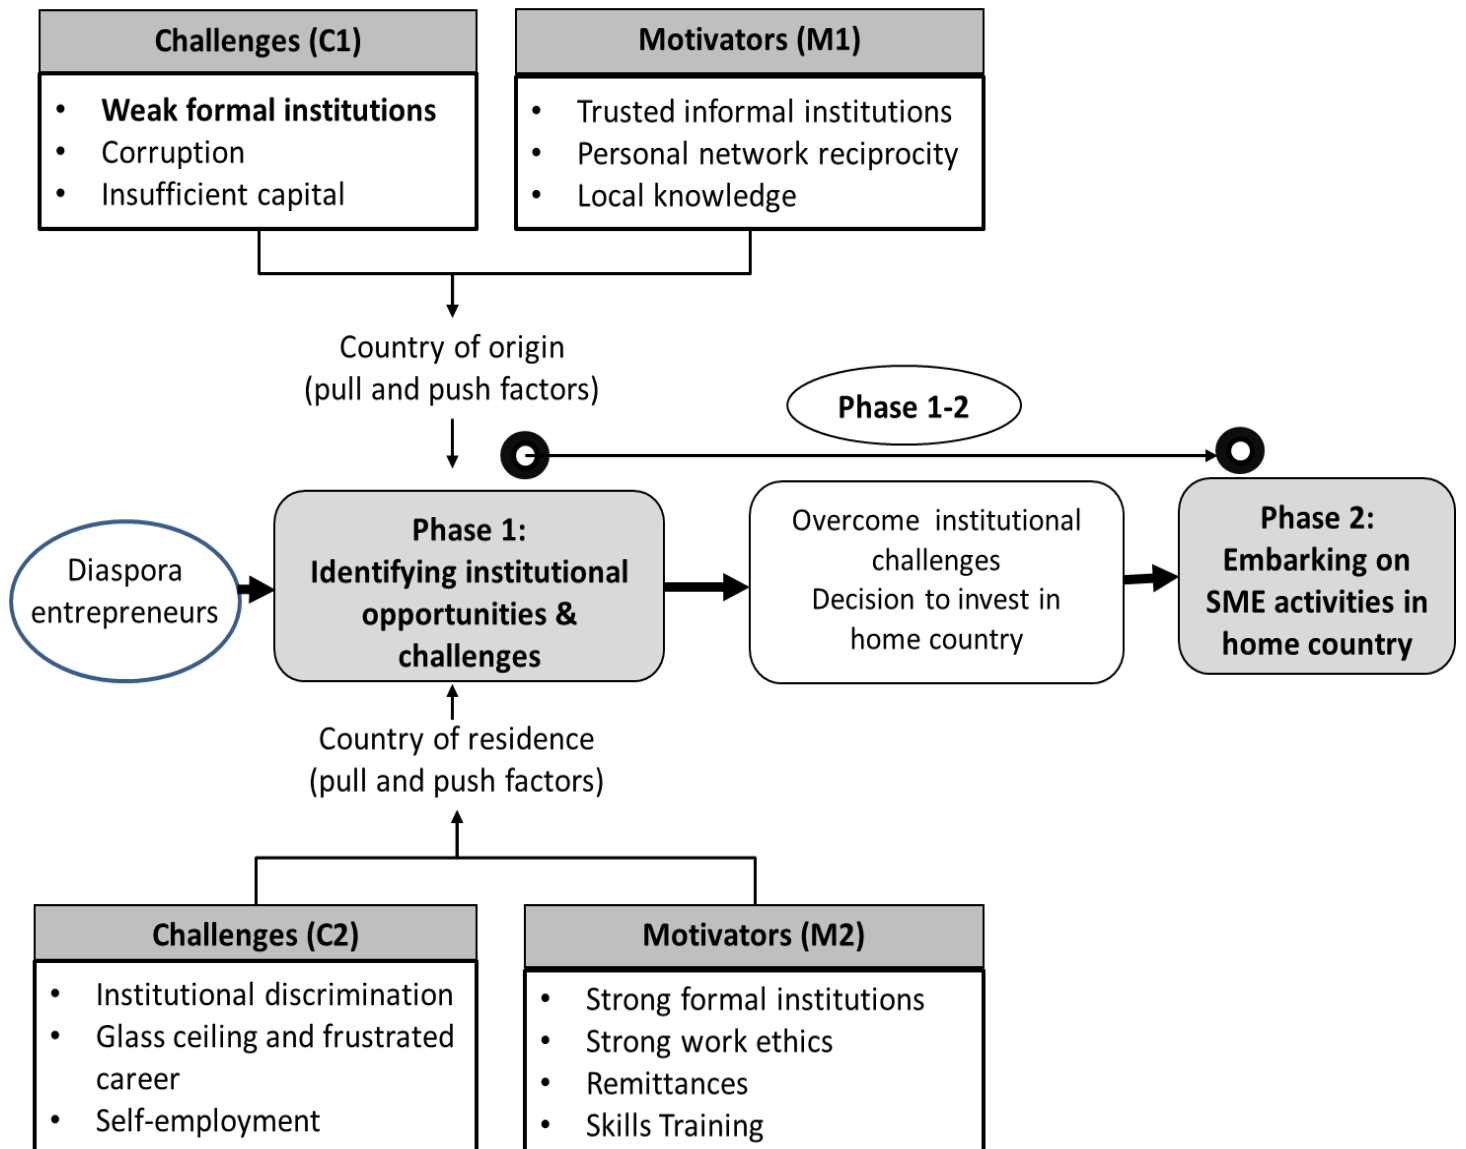 Challenges (C1)
• Weak formal institutions
• Corruption
• Insufficient capital
Motivators (M1)
• Trusted informal institutions
• Personal network reciprocity
• Local knowledge
Country of origin
(pull and push factors)
Phase 1-2
Diaspora
entrepreneurs
Phase 1:
Identifying institutional
opportunities &
challenges
Overcome institutional
challenges
Decision to invest in
home country
Phase 2:
Embarking on
SME activities in
home country
Country of residence
(pull and push factors)
Challenges (C2)
• Institutional discrimination
• Glass ceiling and frustrated
career
• Self-employment
Motivators (M2)
• Strong formal institutions
• Strong work ethics
• Remittances
• Skills Training